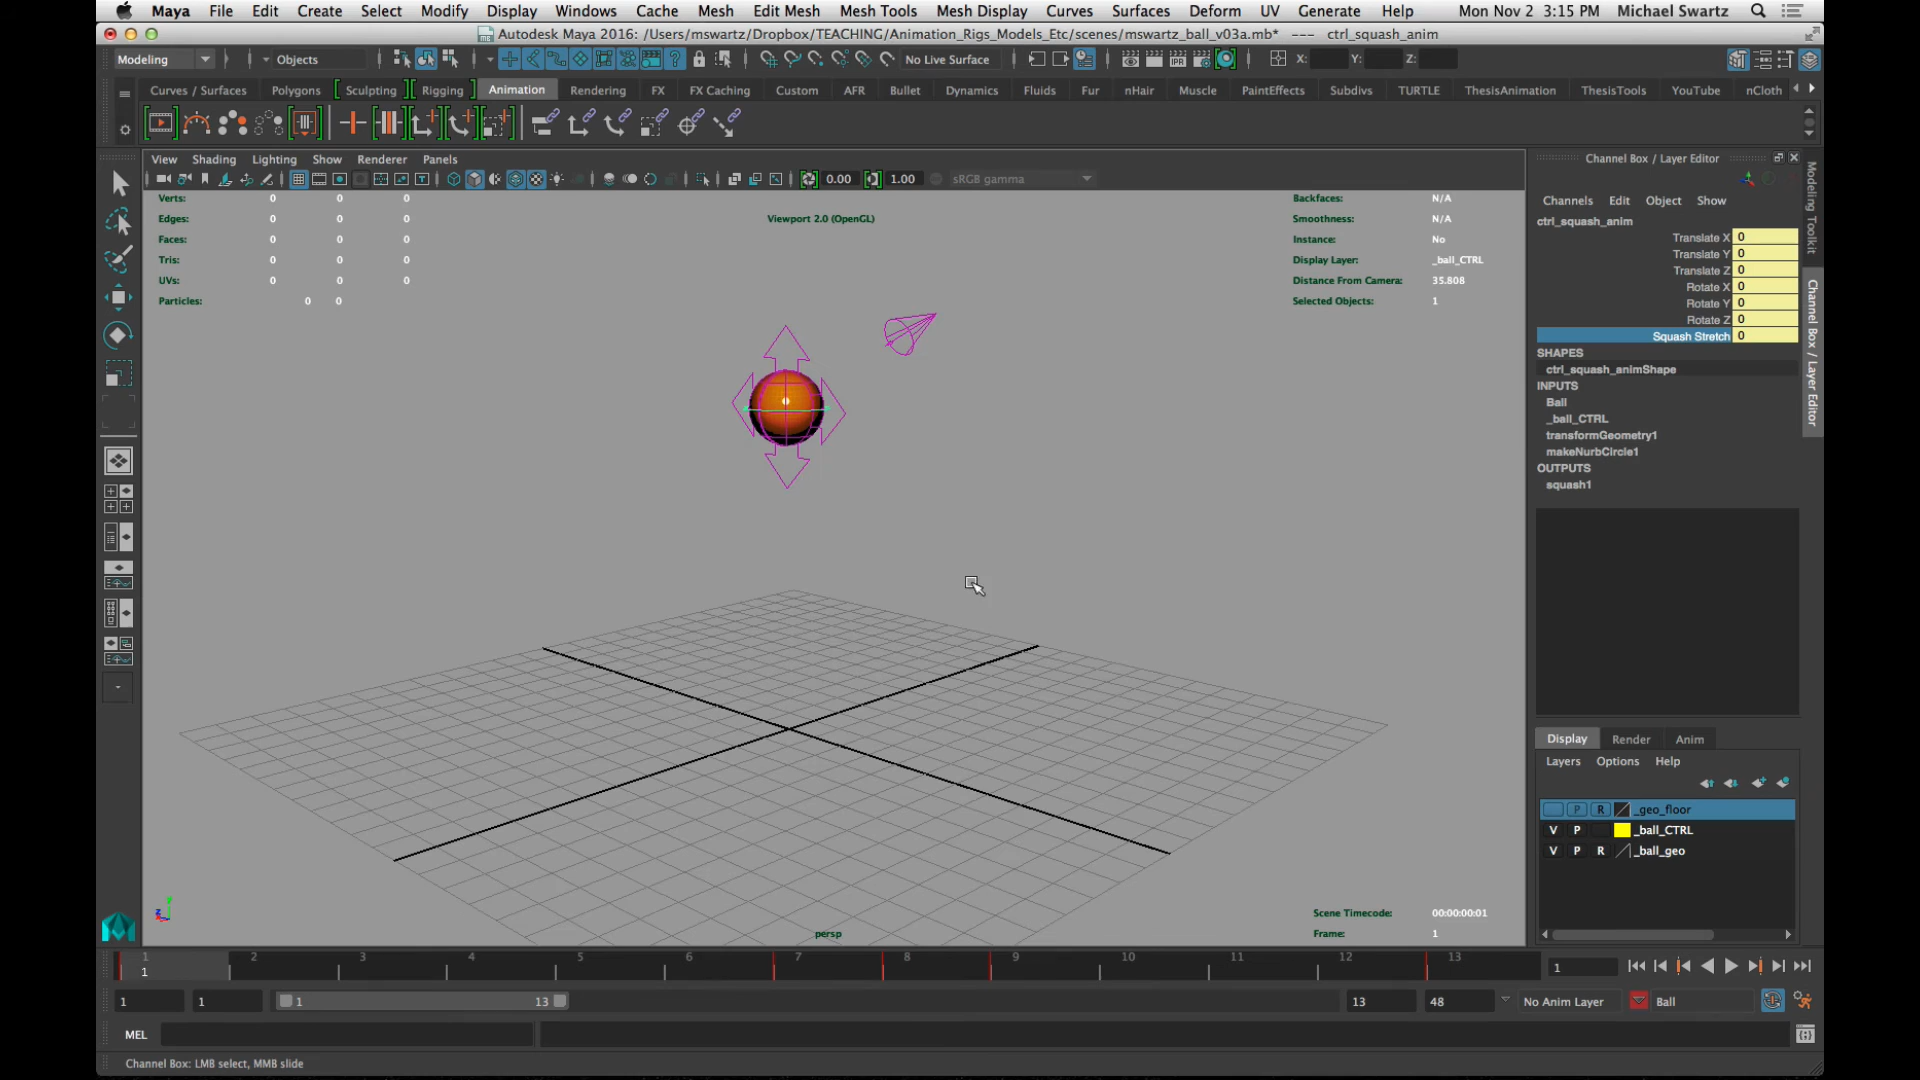 Maya File Edit Create Select Modify Display Windows Cache Mesh Edit Mesh Mesh Tools Mesh Display Curves Surfaces Deform UV Generate Help Mon Nov 2 3:15 PM Michael Swartz
Autodesk Maya 2016: /Users/mswartz/Dropbox/TEACHING/Animation_Rigs_Models_Etc/scenes/mswartz_ball_v03a.mb* --- ctrl_squash_anim
Modeling Objects No Live Surface X: Y: Z:
Curves / Surfaces Polygons Sculpting Rigging Animation Rendering FX FX Caching Custom AFR Bullet Dynamics Fluids Fur nHair Muscle PaintEffects Subdivs TURTLE ThesisAnimation ThesisTools YouTube nCloth
View Shading Lighting Show Renderer Panels
0.00 1.00 sRGB gamma
Verts: 0 0 0
Edges: 0 0 0
Faces: 0 0 0
Tris: 0 0 0
UVs: 0 0 0
Particles: 0 0
Viewport 2.0 (OpenGL)
Backfaces: N/A
Smoothness: N/A
Instance: No
Display Layer: _ball_CTRL
Distance From Camera: 35.808
Selected Objects: 1
Scene Timecode: 00:00:00:01
Frame: 1
persp
Channel Box / Layer Editor
Channels Edit Object Show
ctrl_squash_anim
Translate X 0
Translate Y 0
Translate Z 0
Rotate X 0
Rotate Y 0
Rotate Z 0
Squash Stretch 0
SHAPES
ctrl_squash_animShape
INPUTS
Ball
_ball_CTRL
transformGeometry1
makeNurbCircle1
OUTPUTS
squash1
Modeling Toolkit
Channel Box / Layer Editor
Display Render Anim
Layers Options Help
P R _geo_floor
V P _ball_CTRL
V P R _ball_geo
1 2 3 4 5 6 7 8 9 10 11 12 13
1
1
1 1 1 13 13 48 No Anim Layer Ball
MEL
Channel Box: LMB select, MMB slide